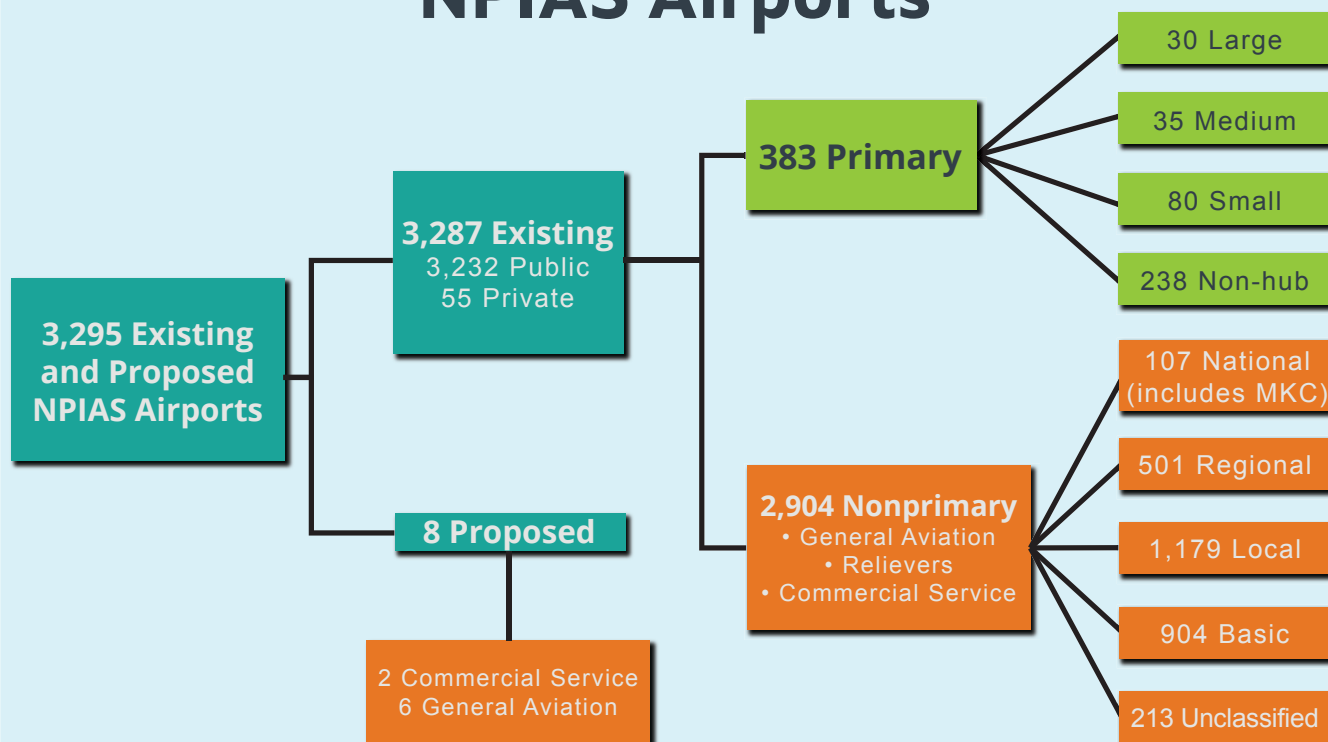 NPIAS Airports
3,295 Existing
and Proposed
NPIAS Airports
3,287 Existing
3,232 Public
55 Private
8 Proposed
2 Commercial Service
6 General Aviation
383 Primary
30 Large
35 Medium
80 Small
238 Non-hub
2,904 Nonprimary
• General Aviation
• Relievers
• Commercial Service
107 National
(includes MKC)
501 Regional
1,179 Local
904 Basic
213 Unclassified